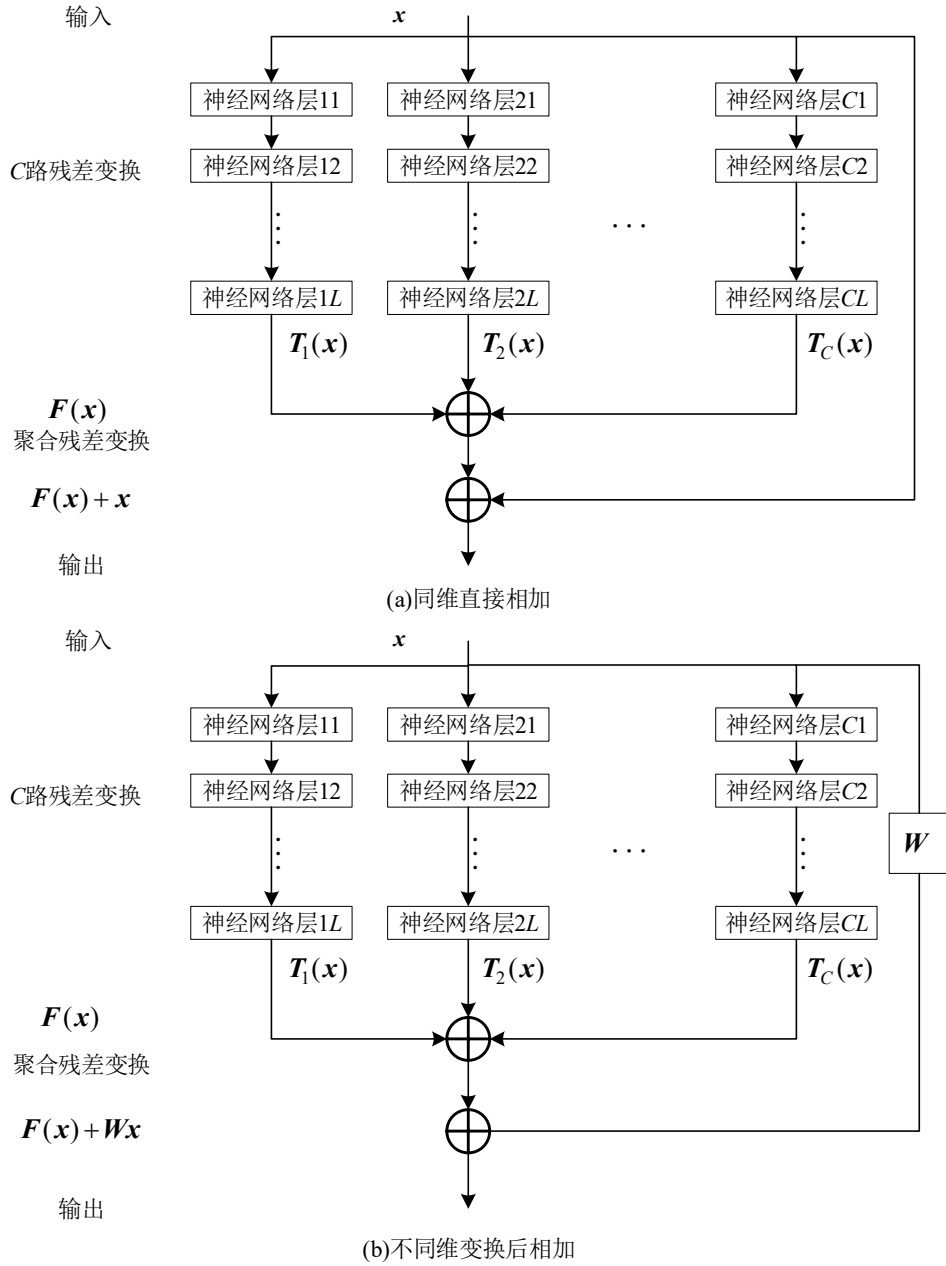 输入
x
神经网络层11 神经网络层21 神经网络层C1
C路残差变换
神经网络层12 神经网络层22 神经网络层C2
...
神经网络层1L 神经网络层2L 神经网络层CL
T₁(x) T₂(x) T_C(x)
F(x)
聚合残差变换
F(x)+x
输出
(a)同维直接相加
输入
x
神经网络层11 神经网络层21 神经网络层C1
C路残差变换
神经网络层12 神经网络层22 神经网络层C2
...
W
神经网络层1L 神经网络层2L 神经网络层CL
T₁(x) T₂(x) T_C(x)
F(x)
聚合残差变换
F(x)+Wx
输出
(b)不同维变换后相加